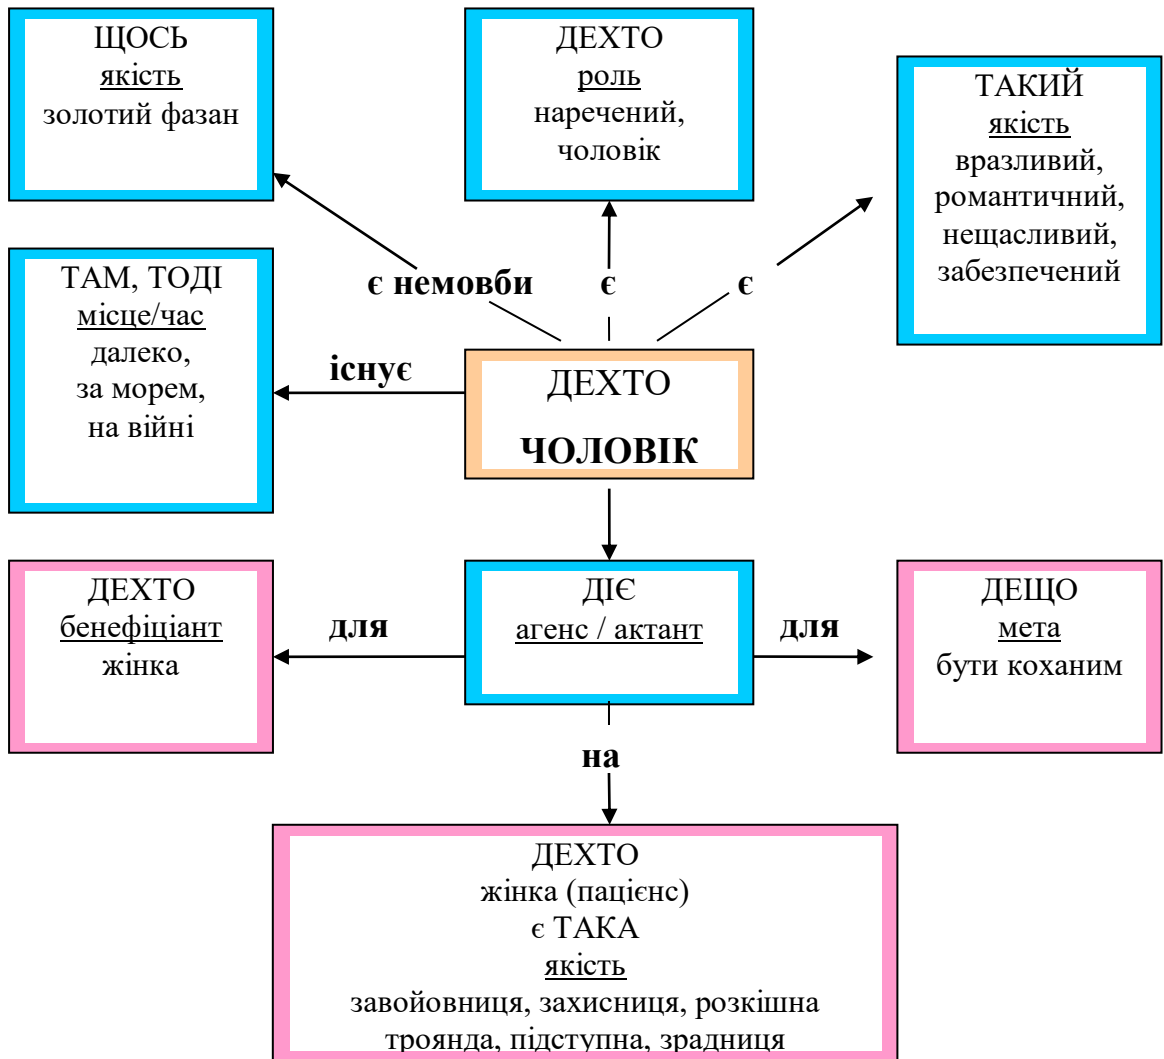 ЩОСЬ
якість
золотий фазан
ДЕХТО
роль
наречений,
чоловік
ТАКИЙ
якість
вразливий,
романтичний,
нещасливий,
забезпечений
ТАМ, ТОДІ
місце/час
далеко,
за морем,
на війні
є немовби
є
є
існує
ДЕХТО
ЧОЛОВІК
ДЕХТО
бенефіціант
жінка
для
ДІЄ
агенс / актант
для
ДЕЩО
мета
бути коханим
на
ДЕХТО
жінка (пацієнс)
є ТАКА
якість
завойовниця, захисниця, розкішна
троянда, підступна, зрадниця